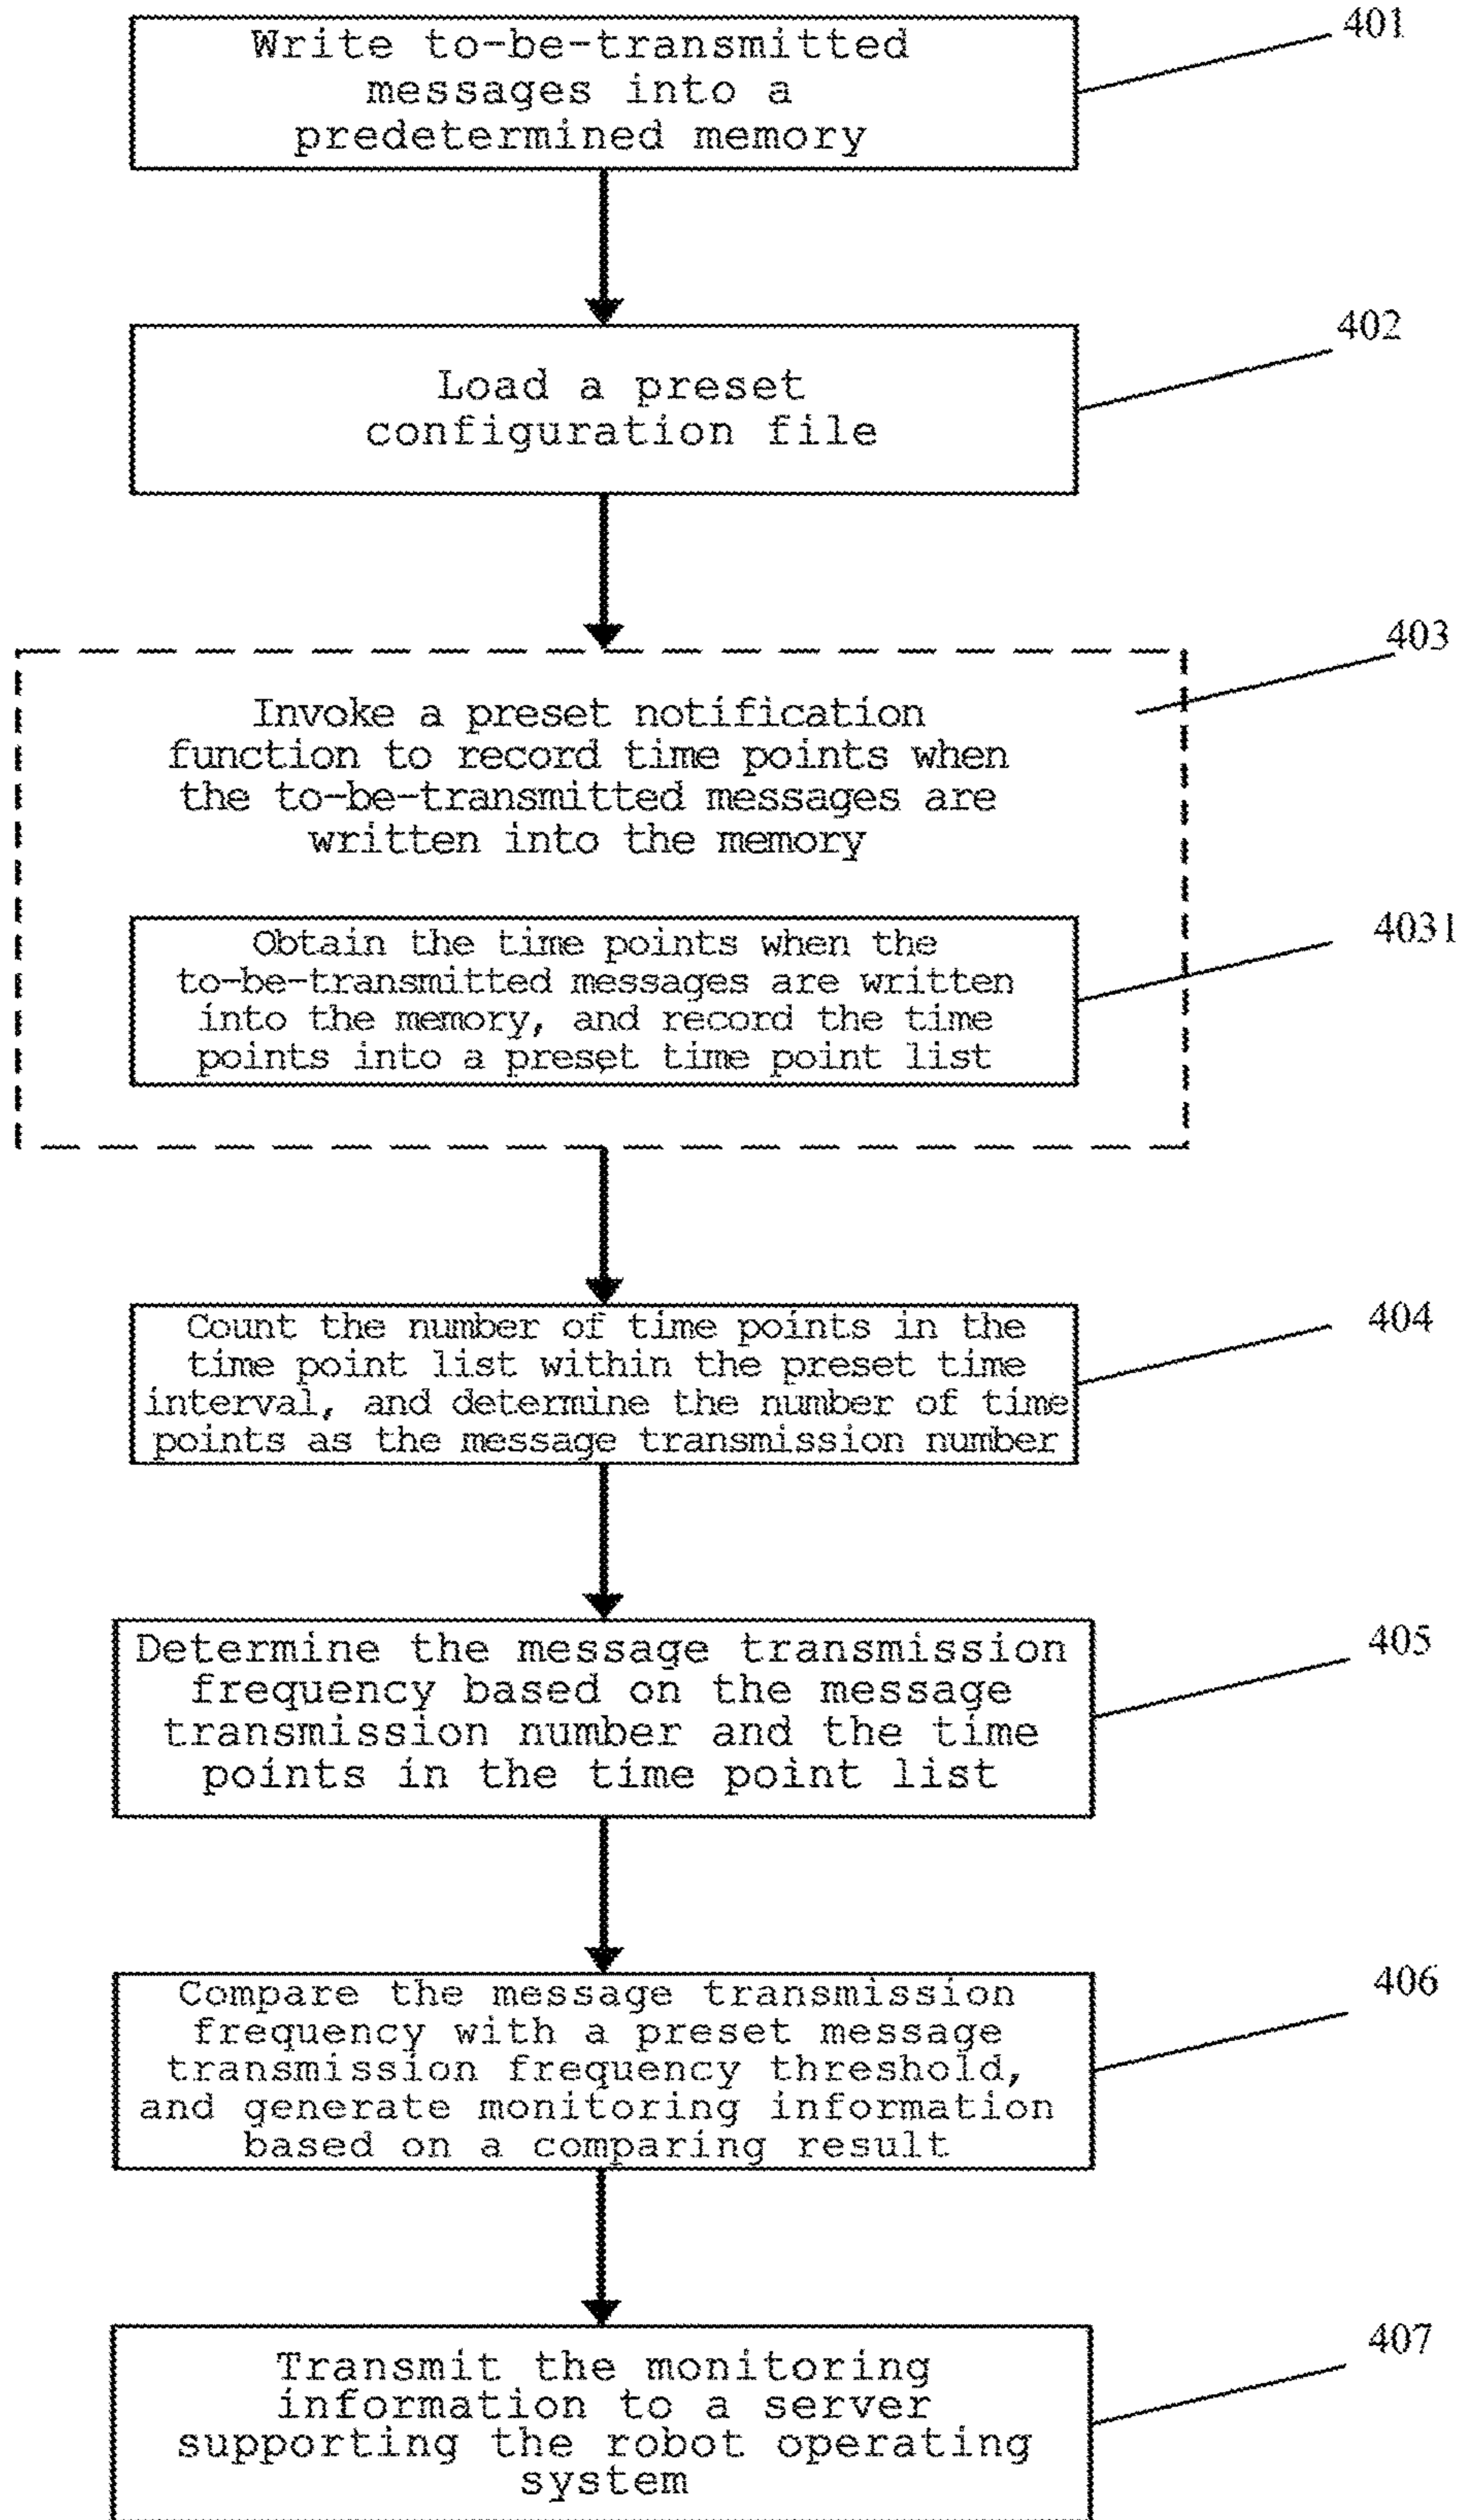 Write to-be-transmitted
messages into a
predetermined memory
401
Load a preset
configuration file
402
Invoke a preset notification
function to record time points when
the to-be-transmitted messages are
written into the memory
403
Obtain the time points when the
to-be-transmitted messages are written
into the memory, and record the time
points into a preset time point list
4031
Count the number of time points in the
time point list within the preset time
interval, and determine the number of time
points as the message transmission number
404
Determine the message transmission
frequency based on the message
transmission number and the time
points in the time point list
405
Compare the message transmission
frequency with a preset message
transmission frequency threshold,
and generate monitoring information
based on a comparing result
406
Transmit the monitoring
information to a server
supporting the robot operating
system
407